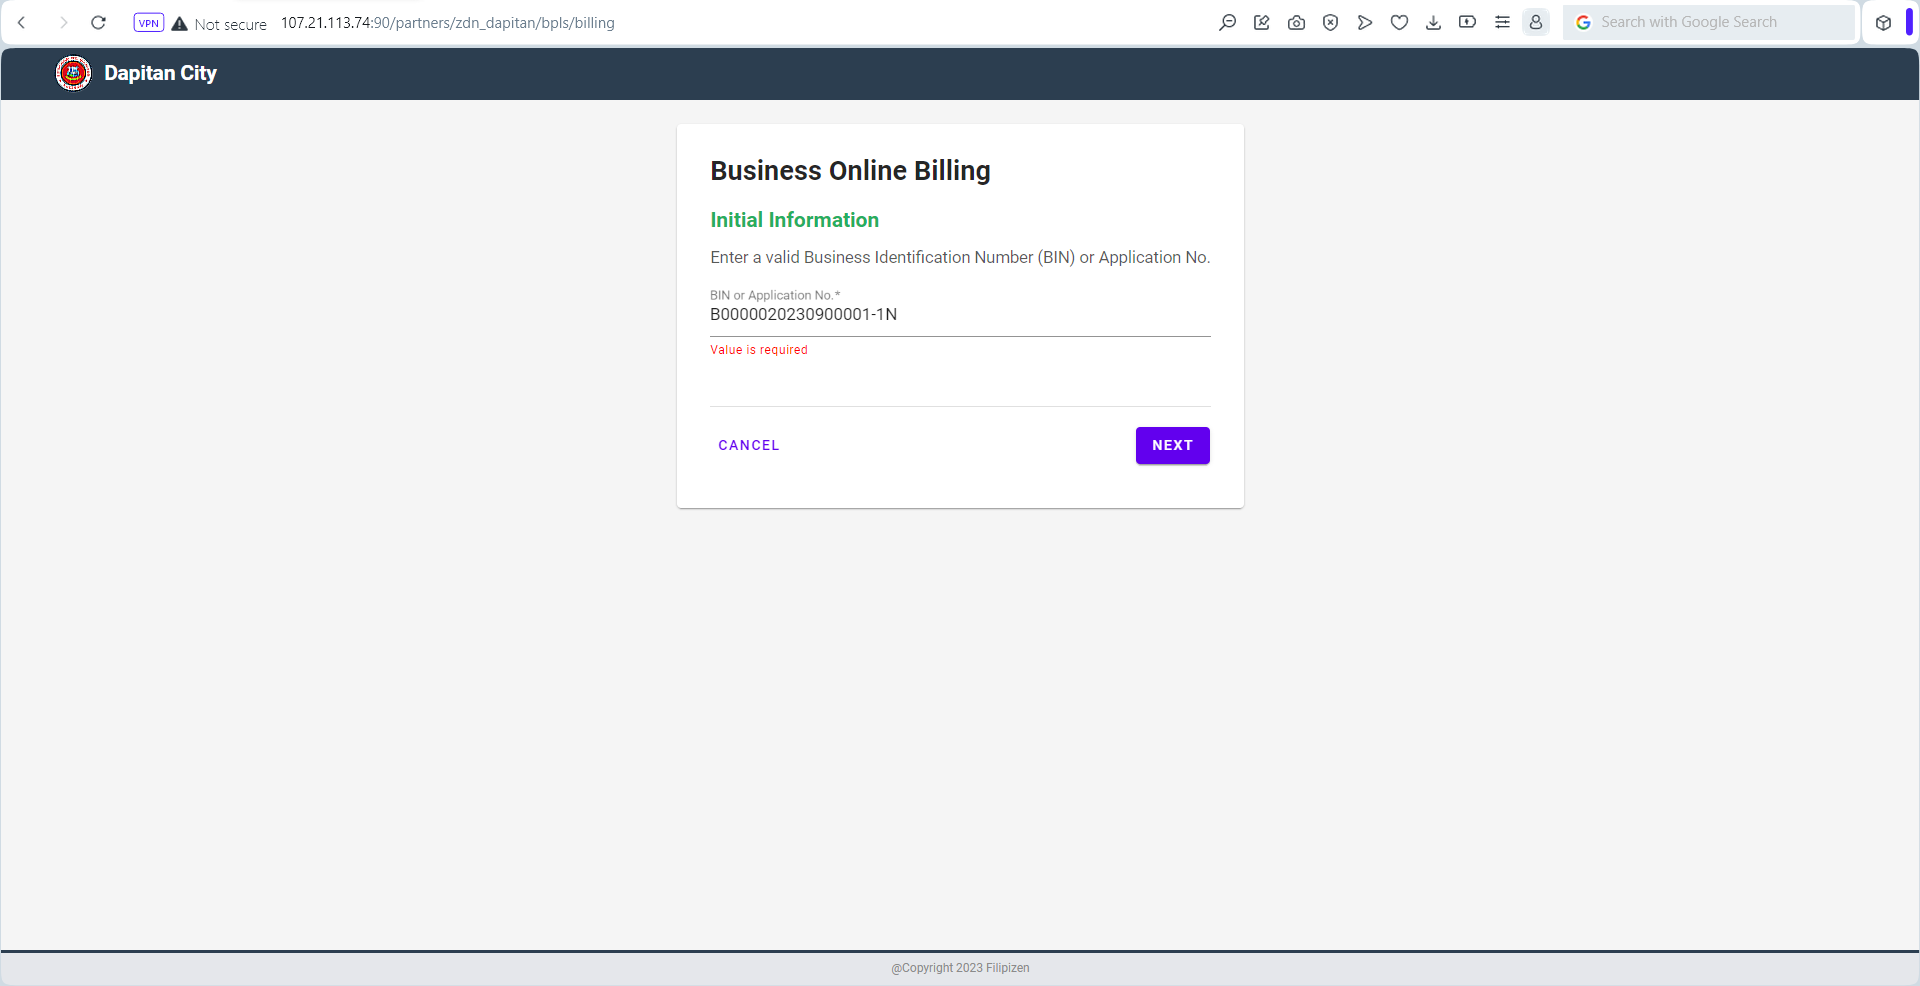 VPN
Not secure
107.21.113.74:90/partners/zdn_dapitan/bpls/billing
Search with Google Search
Dapitan City
Business Online Billing
Initial Information
Enter a valid Business Identification Number (BIN) or Application No.
BIN or Application No.*
B0000020230900001-1N
Value is required
CANCEL
NEXT
@Copyright 2023 Filipizen